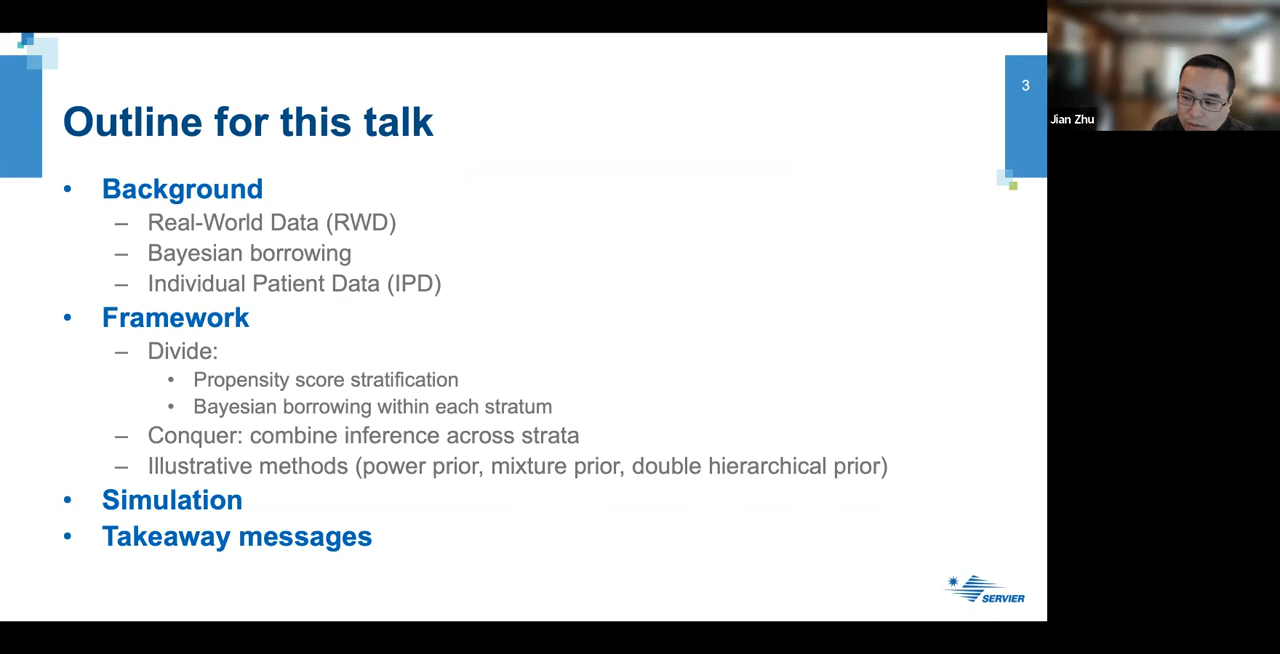 Outline for this talk
3
Jian Zhu
• Background
– Real-World Data (RWD)
– Bayesian borrowing
– Individual Patient Data (IPD)
• Framework
– Divide:
• Propensity score stratification
• Bayesian borrowing within each stratum
– Conquer: combine inference across strata
– Illustrative methods (power prior, mixture prior, double hierarchical prior)
• Simulation
• Takeaway messages
SERVIER